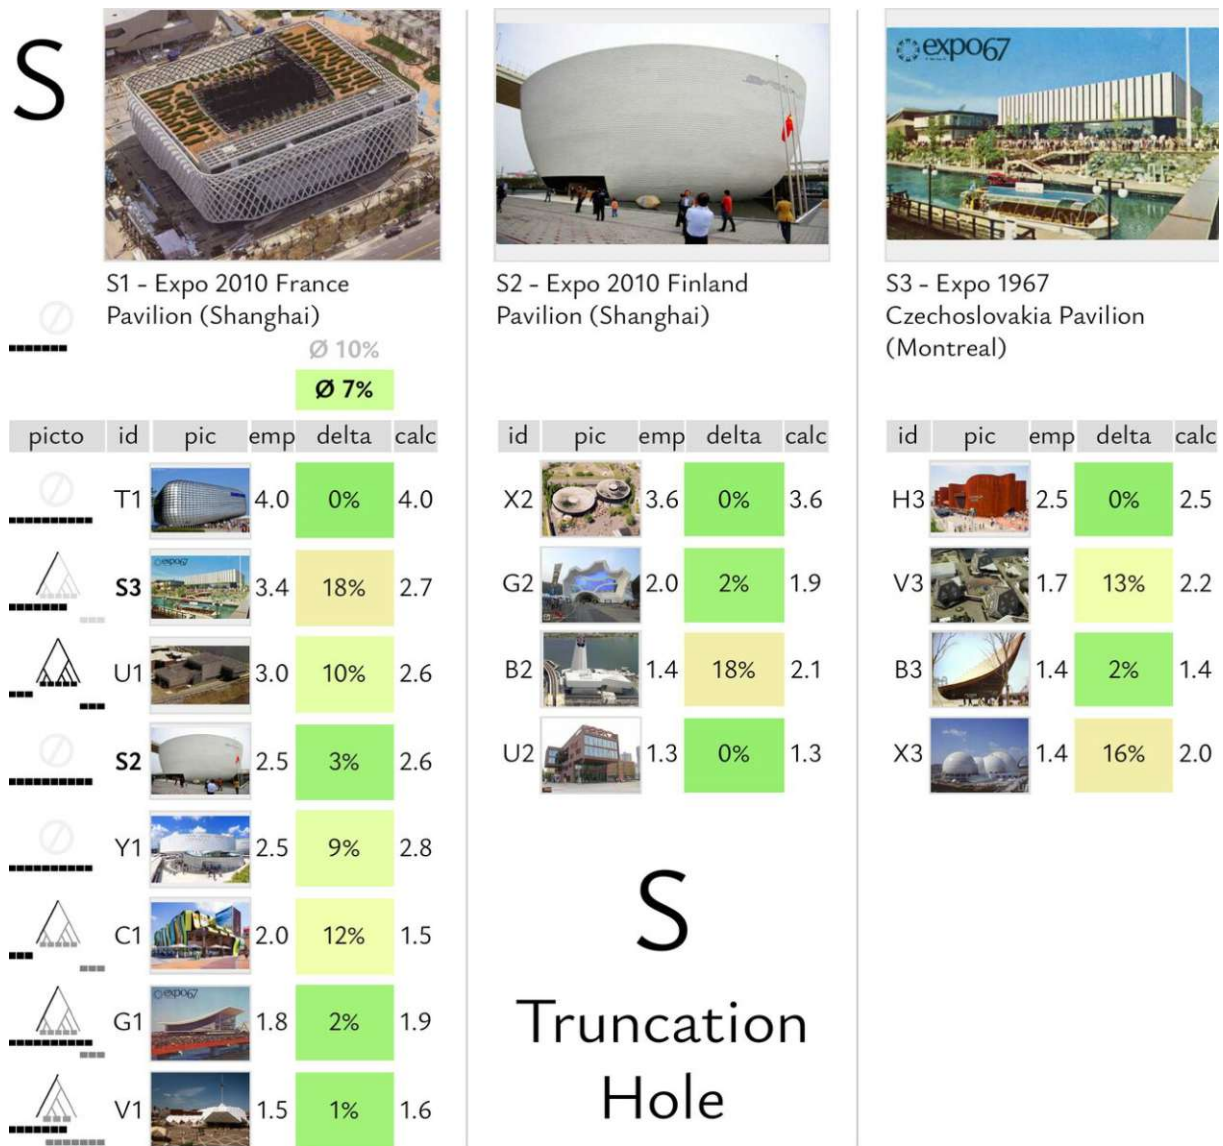 S
expo67
S1 - Expo 2010 France
Pavilion (Shanghai)
S2 - Expo 2010 Finland
Pavilion (Shanghai)
S3 - Expo 1967
Czechoslovakia Pavilion
(Montreal)
Ø 10%
Ø 7%
picto id pic emp delta calc
T1 4.0 0% 4.0
S3 expo67 3.4 18% 2.7
U1 3.0 10% 2.6
S2 2.5 3% 2.6
Y1 2.5 9% 2.8
C1 2.0 12% 1.5
G1 expo67 1.8 2% 1.9
V1 1.5 1% 1.6
id pic emp delta calc
X2 3.6 0% 3.6
G2 2.0 2% 1.9
B2 1.4 18% 2.1
U2 1.3 0% 1.3
S
Truncation
Hole
id pic emp delta calc
H3 2.5 0% 2.5
V3 1.7 13% 2.2
B3 1.4 2% 1.4
X3 1.4 16% 2.0